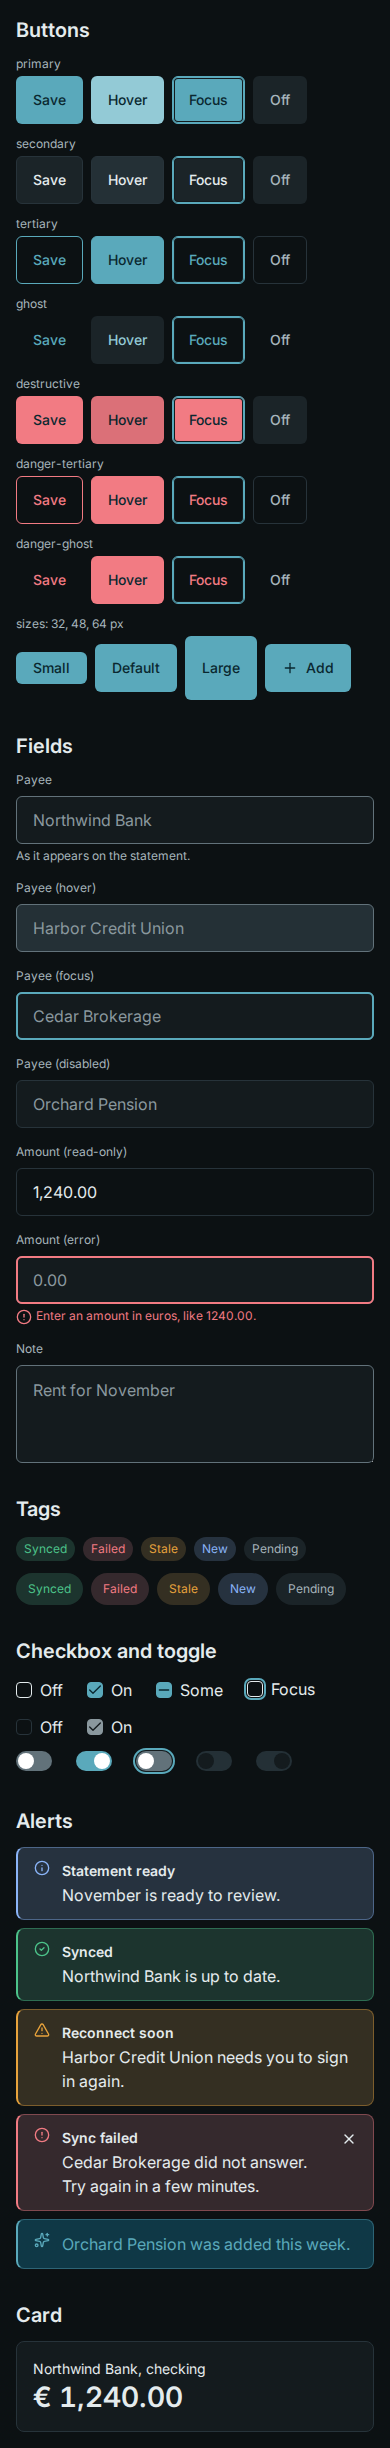 Buttons
primary
Save Hover Focus Off
secondary
Save Hover Focus Off
tertiary
Save Hover Focus Off
ghost
Save Hover Focus Off
destructive
Save Hover Focus Off
danger-tertiary
Save Hover Focus Off
danger-ghost
Save Hover Focus Off
sizes: 32, 48, 64 px
Small Default Large Add
Fields
Payee
Northwind Bank
As it appears on the statement.
Payee (hover)
Harbor Credit Union
Payee (focus)
Cedar Brokerage
Payee (disabled)
Orchard Pension
Amount (read-only)
1,240.00
Amount (error)
0.00
Enter an amount in euros, like 1240.00.
Note
Rent for November
Tags
Synced Failed Stale New Pending
Synced Failed Stale New Pending
Checkbox and toggle
Off On Some Focus
Off On
Alerts
Statement ready
November is ready to review.
Synced
Northwind Bank is up to date.
Reconnect soon
Harbor Credit Union needs you to sign
in again.
Sync failed
Cedar Brokerage did not answer.
Try again in a few minutes.
Orchard Pension was added this week.
Card
Northwind Bank, checking
€ 1,240.00